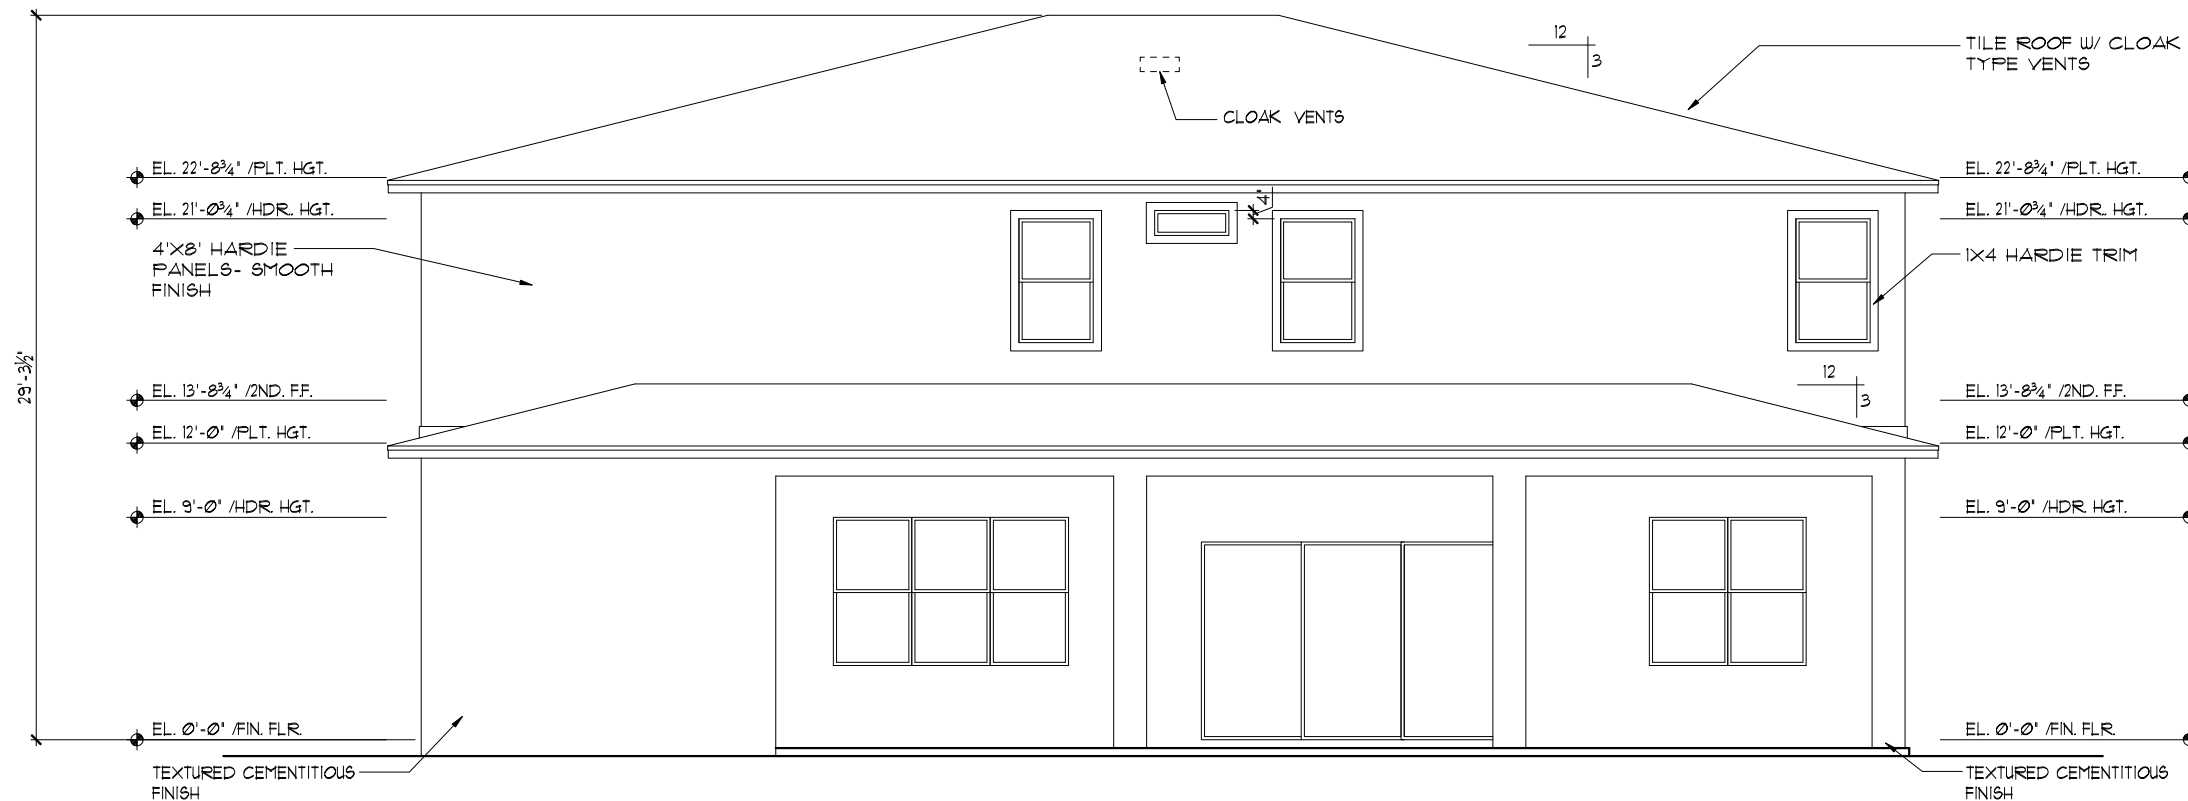 12
3
TILE ROOF W/ CLOAK
TYPE VENTS
CLOAK VENTS
EL. 22'-8¾" /PLT. HGT.
EL. 22'-8¾" /PLT. HGT.
4"
EL. 21'-0¾" /HDR. HGT.
EL. 21'-0¾" /HDR. HGT.
4'X8' HARDIE
PANELS- SMOOTH
FINISH
1X4 HARDIE TRIM
29'-3½"
12
3
EL. 13'-8¾" /2ND. F.F.
EL. 13'-8¾" /2ND. F.F.
EL. 12'-0" /PLT. HGT.
EL. 12'-0" /PLT. HGT.
EL. 9'-0" /HDR. HGT.
EL. 9'-0" /HDR. HGT.
EL. 0'-0" /FIN. FLR.
EL. 0'-0" /FIN. FLR.
TEXTURED CEMENTITIOUS
FINISH
TEXTURED CEMENTITIOUS
FINISH